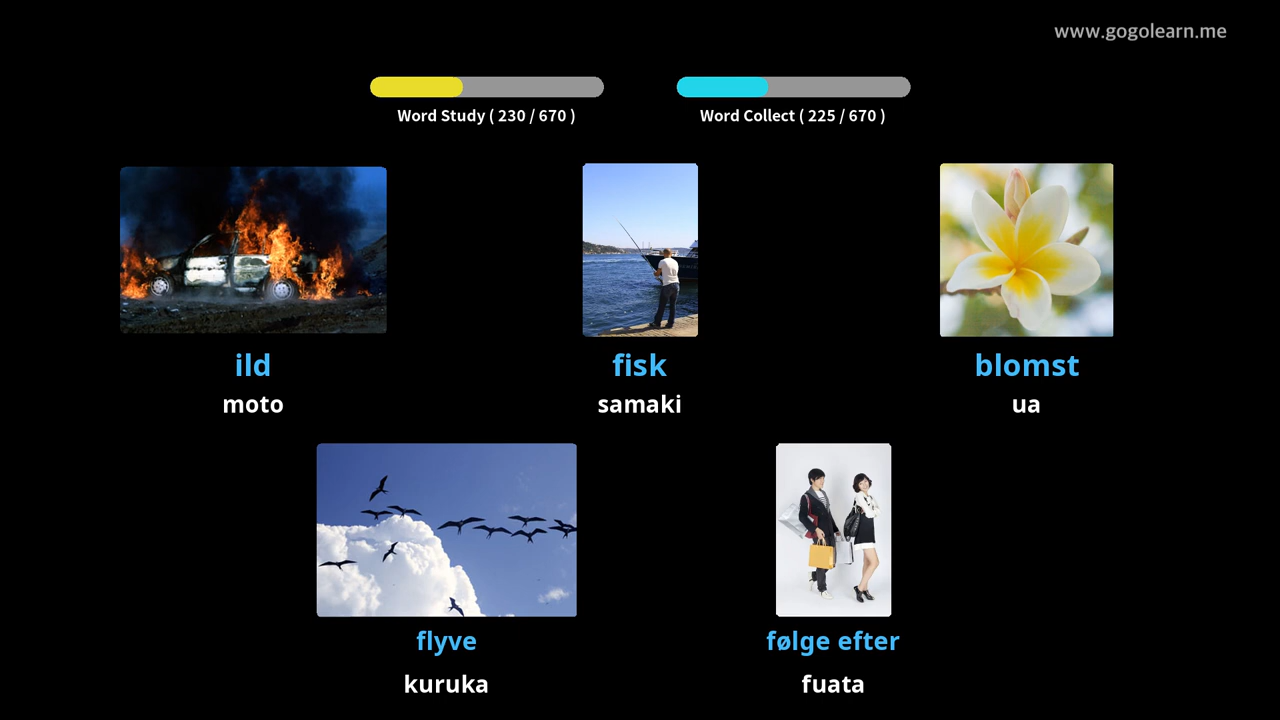 www.gogolearn.me
Word Study ( 230 / 670 )
Word Collect ( 225 / 670 )
ild
moto
fisk
samaki
blomst
ua
flyve
kuruka
følge efter
fuata